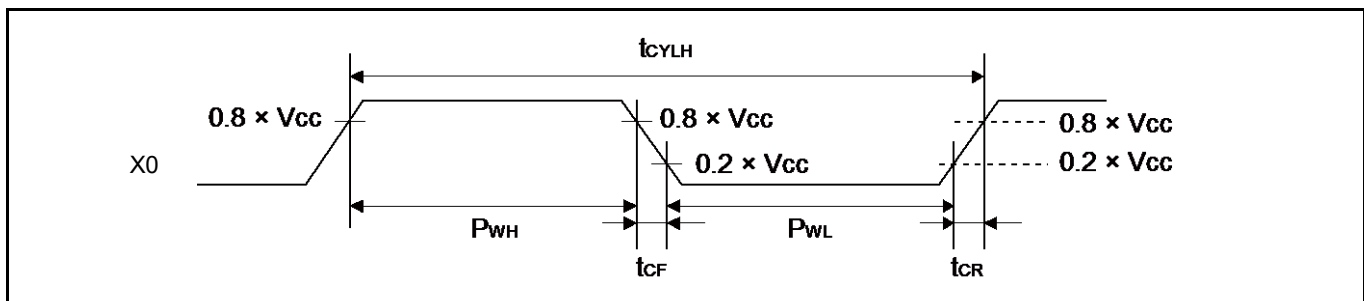 tCYLH
0.8 × Vcc
0.8 × Vcc
0.8 × Vcc
X0
0.2 × Vcc
0.2 × Vcc
PWH
PWL
tCF
tCR